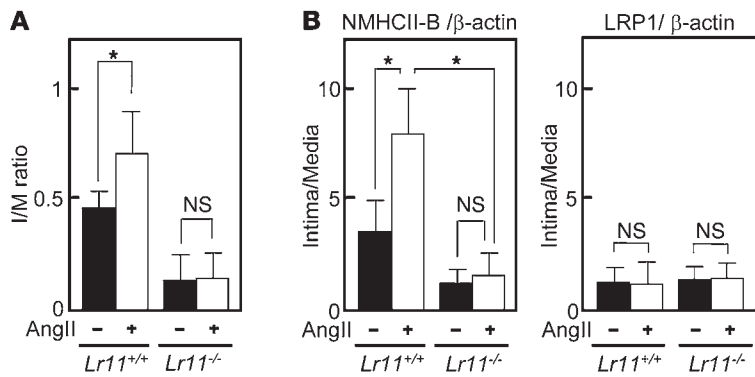 A
I/M ratio
1
0.5
0
*
NS
AngII
− + − +
Lr11+/+ Lr11-/-
B
NMHCII-B /β-actin
Intima/Media
10
5
0
* *
NS
AngII
− + − +
Lr11+/+ Lr11-/-
LRP1/ β-actin
Intima/Media
10
5
0
NS NS
− + − +
Lr11+/+ Lr11-/-